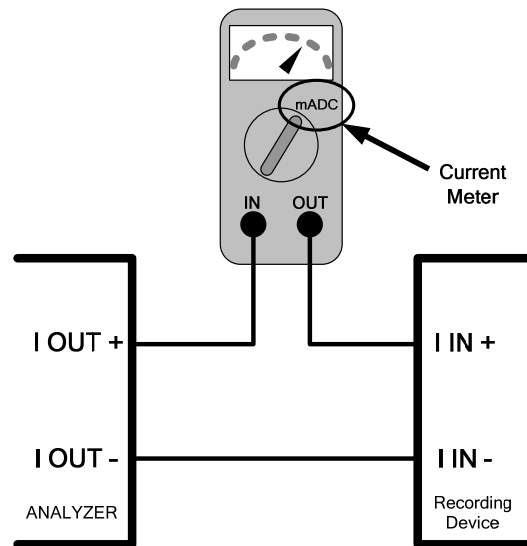 mADC
Current
Meter
IN OUT
I OUT +
I IN +
I OUT -
I IN -
ANALYZER
Recording
Device